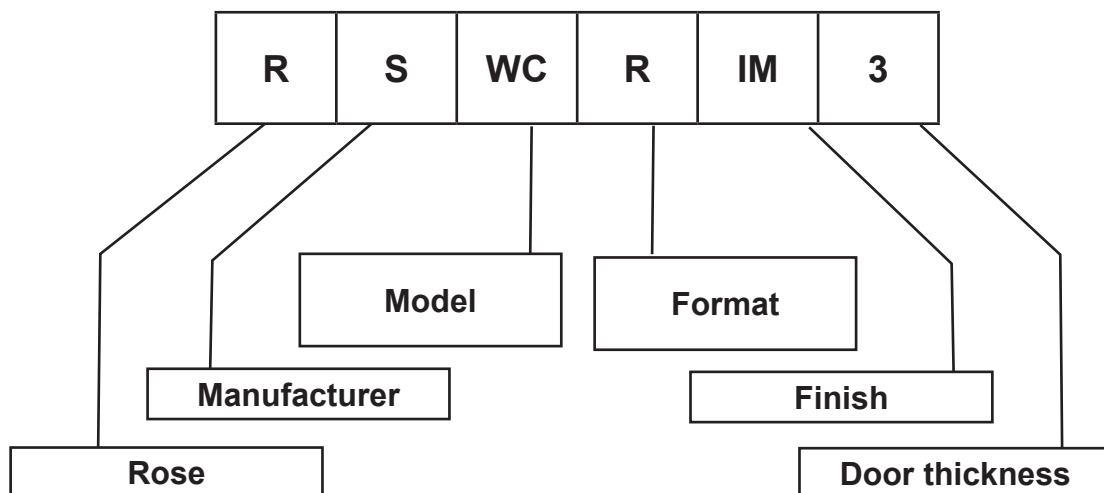 R S WC R IM 3
Model Format
Manufacturer Finish
Rose Door thickness